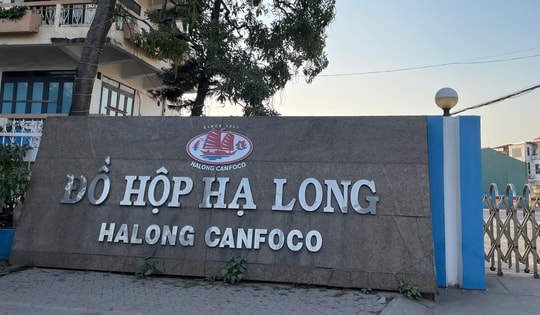 SINCE 1957
HALONG CANFOCO
ĐỒ HỘP HẠ LONG
HALONG CANFOCO